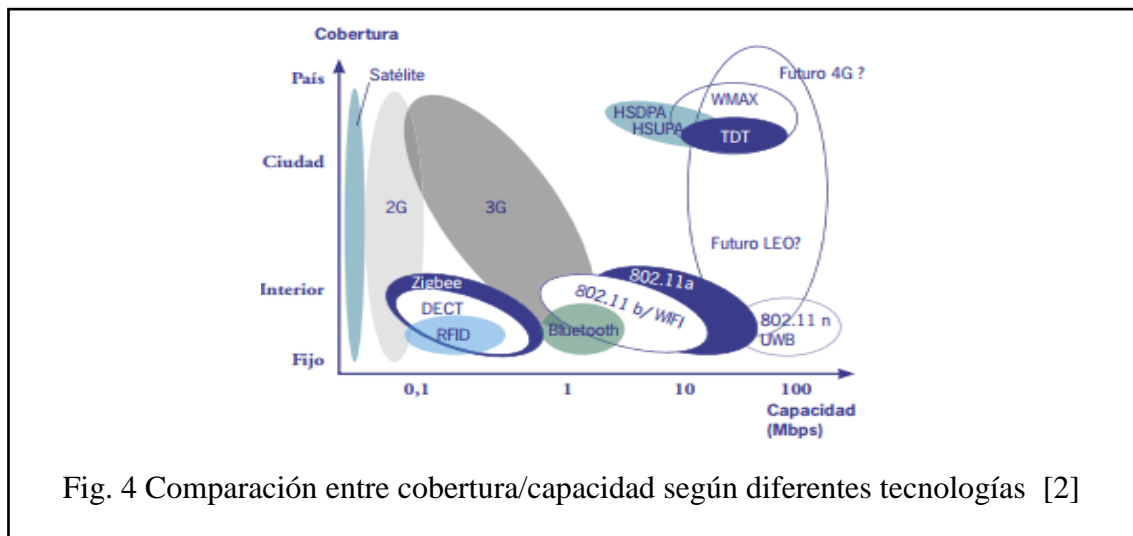 Cobertura
País
Satélite
Futuro 4G ?
WMAX
HSDPA
HSUPA
TDT
Ciudad
2G
3G
Futuro LEO?
Interior
Zigbee
802.11a
DECT
802.11 b/ WIFI
802.11 n
UWB
RFID
Bluetooth
Fijo
0,1
1
10
100
Capacidad
(Mbps)
Fig. 4 Comparación entre cobertura/capacidad según diferentes tecnologías [2]